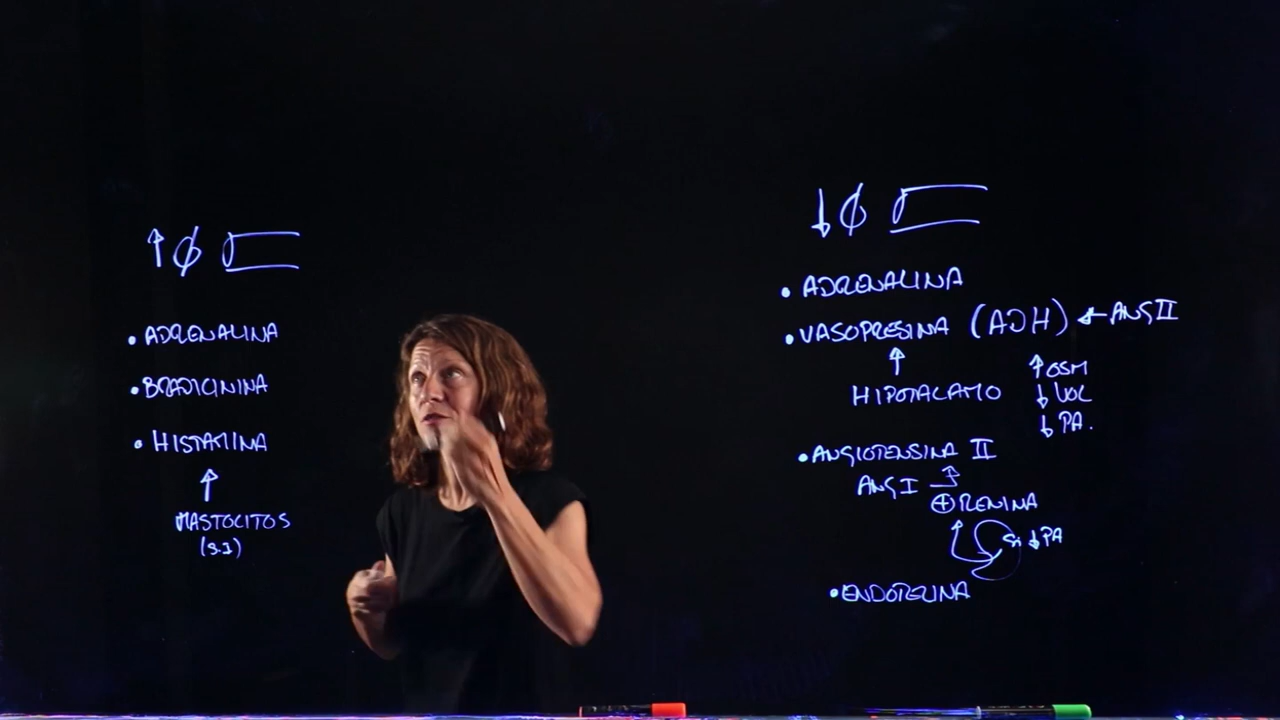 ↑ ϕ
• ADRENALINA
• BRADICININA
• HISTAMINA
↑
MASTOCITOS
(S.I)
↓ ϕ
• ADRENALINA
• VASOPRESINA (ADH) ← ANG II
↑
HIPOTALAMO
↑ OSM
↓ VOL
↓ PA.
• ANGIOTENSINA II
ANG I
⊕ RENINA
Si ↓ PA
• ENDOTELINA